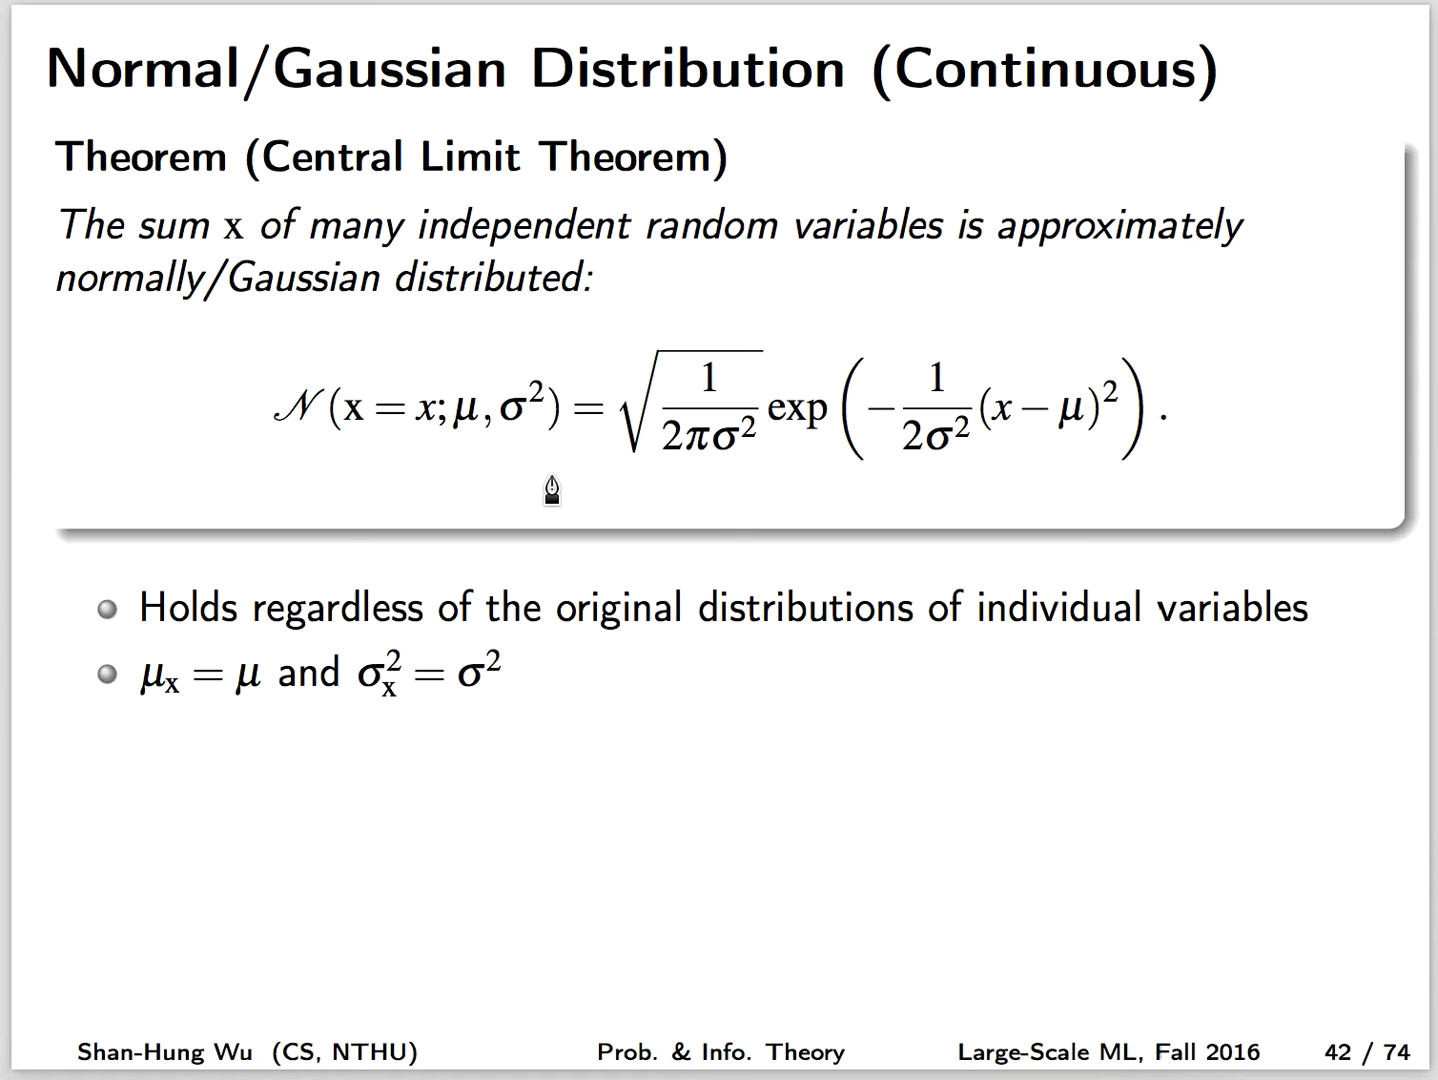 Normal/Gaussian Distribution (Continuous)
Theorem (Central Limit Theorem)
The sum x of many independent random variables is approximately
normally/Gaussian distributed:
𝒩(x = x; μ, σ²) = √(1/(2πσ²)) exp(−1/(2σ²)(x − μ)²).
Holds regardless of the original distributions of individual variables
μₓ = μ and σₓ² = σ²
Shan-Hung Wu (CS, NTHU) Prob. & Info. Theory Large-Scale ML, Fall 2016 42 / 74